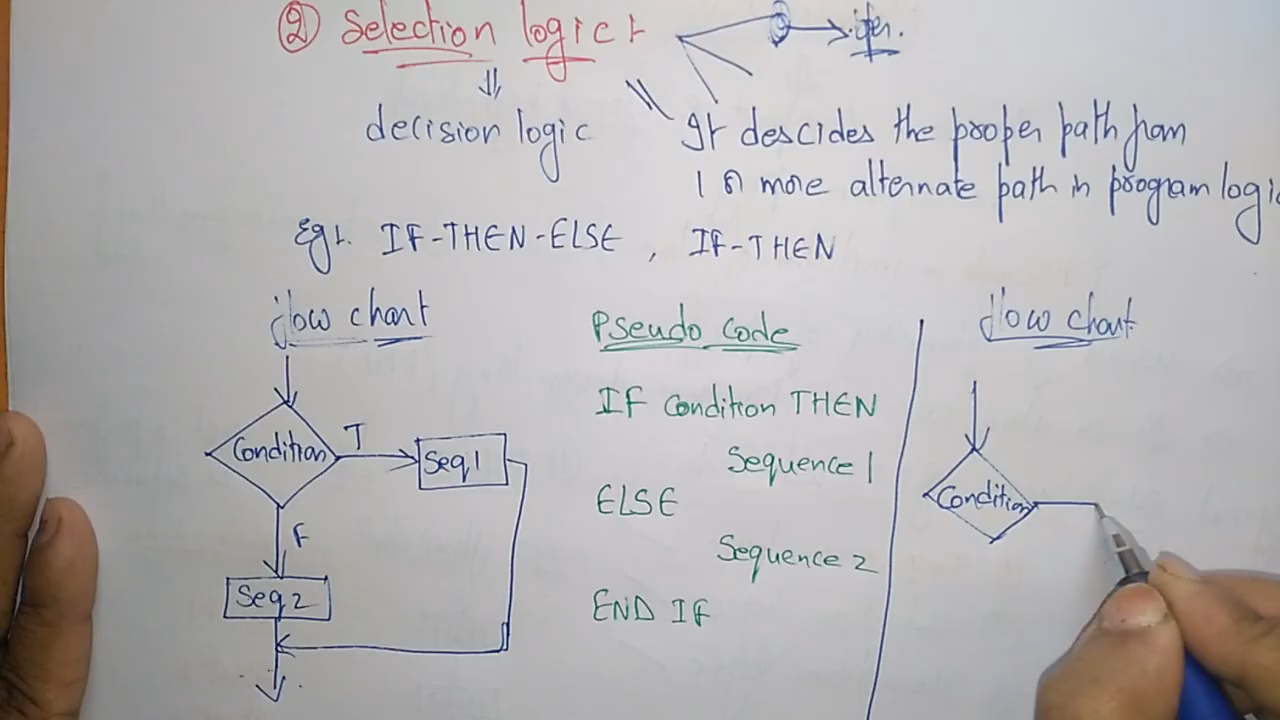 ② Selection logic :-
decision logic
It descides the proper path from
1 or more alternate path in program logic
Eg:- IF-THEN-ELSE , IF-THEN
flow chart
Condition
T
Seq1
F
Seq 2
Pseudo Code
IF Condition THEN
Sequence 1
ELSE
Sequence 2
END IF
flow chart
Condition